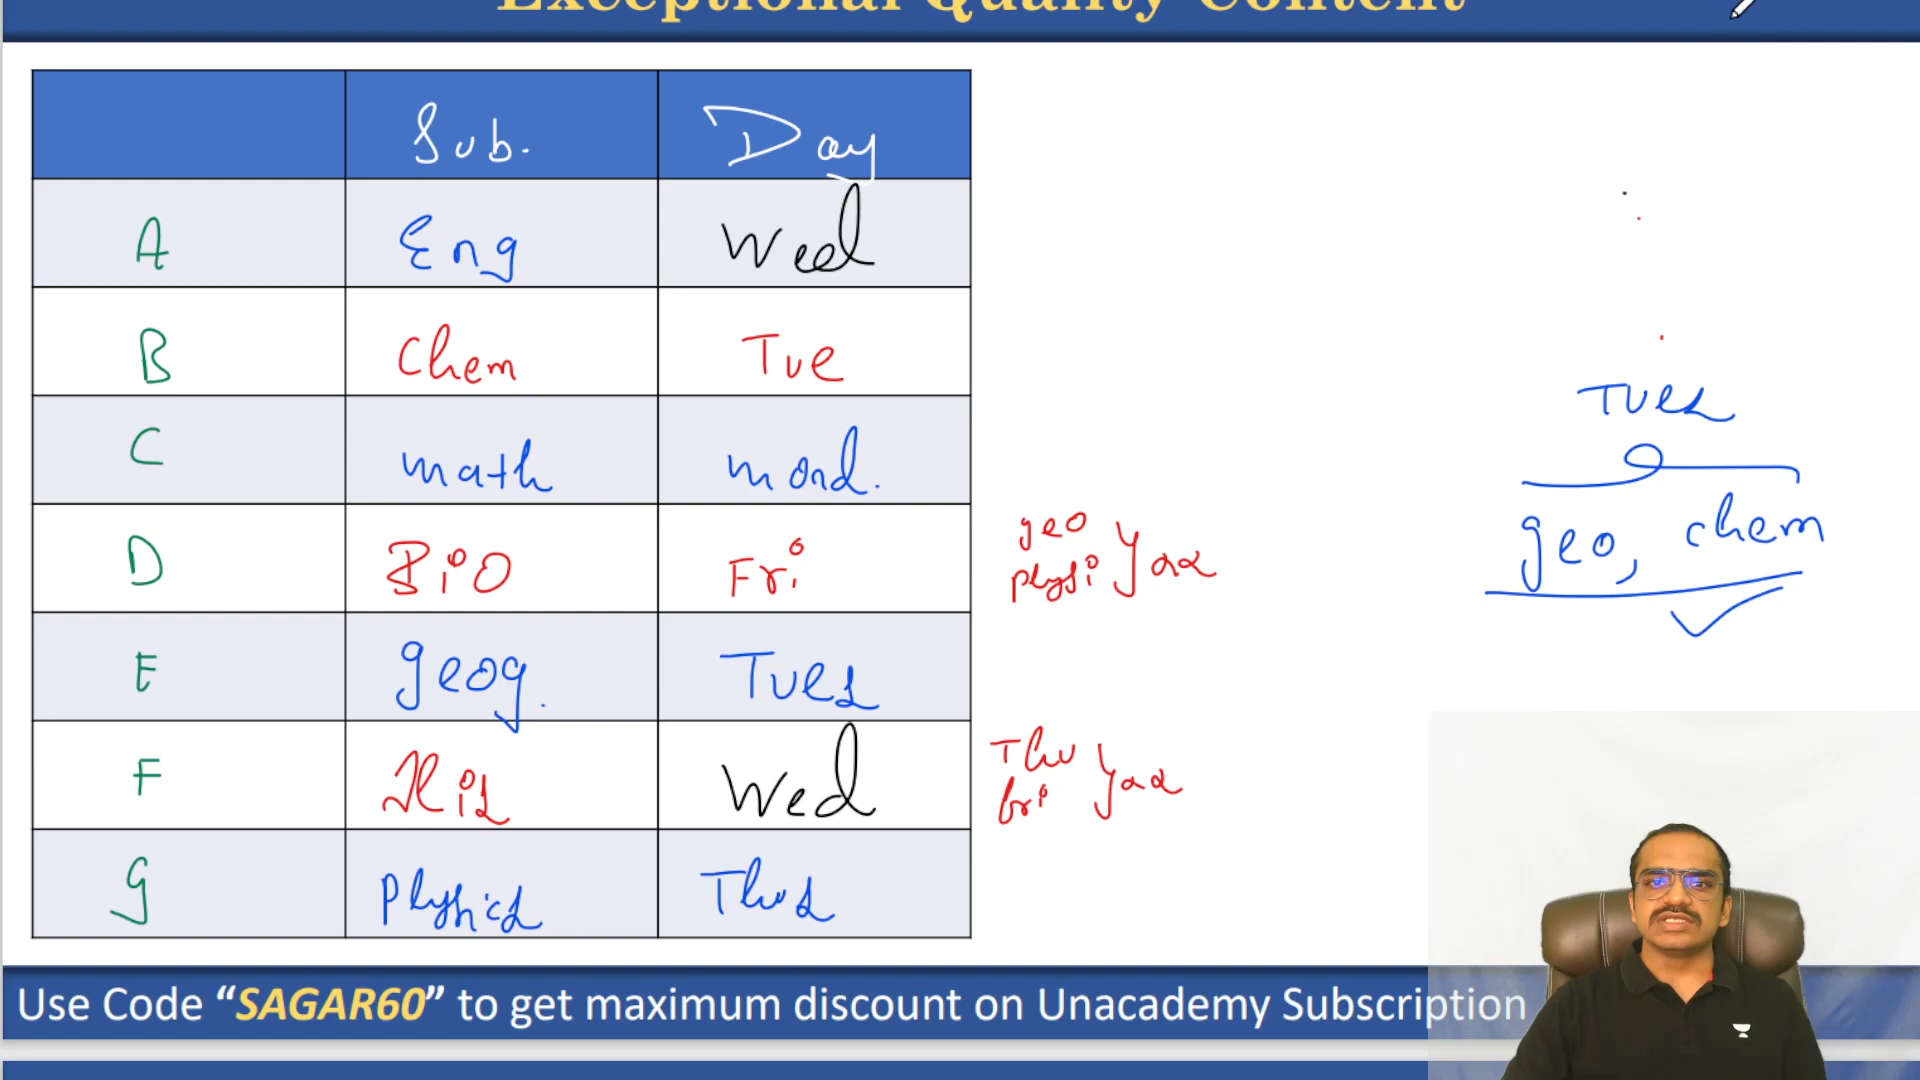 Exceptional Quality Content
Sub. Day
A Eng Wed
B Chem Tue
C math mond.
D Bio Fri
geo
physi
E geog. Tues
F His Wed
Thu
fri
G Physics Thus
Tues
geo, chem
Use Code “SAGAR60” to get maximum discount on Unacademy Subscription